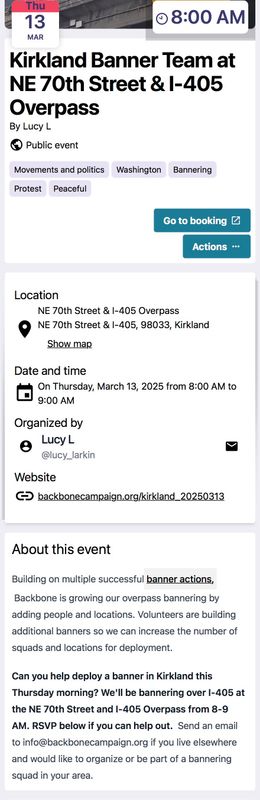 Thu
13
MAR
8:00 AM
Kirkland Banner Team at
NE 70th Street & I-405
Overpass
By Lucy L
Public event
Movements and politics
Washington
Bannering
Protest
Peaceful
Go to booking
Actions ···
Location
NE 70th Street & I-405 Overpass
NE 70th Street & I-405, 98033, Kirkland
Show map
Date and time
On Thursday, March 13, 2025 from 8:00 AM to
9:00 AM
Organized by
Lucy L
@lucy_larkin
Website
backbonecampaign.org/kirkland_20250313
About this event
Building on multiple successful banner actions,
Backbone is growing our overpass bannering by
adding people and locations. Volunteers are building
additional banners so we can increase the number of
squads and locations for deployment.
Can you help deploy a banner in Kirkland this
Thursday morning? We'll be bannering over I-405 at
the NE 70th Street and I-405 Overpass from 8-9
AM. RSVP below if you can help out. Send an email
to info@backbonecampaign.org if you live elsewhere
and would like to organize or be part of a bannering
squad in your area.